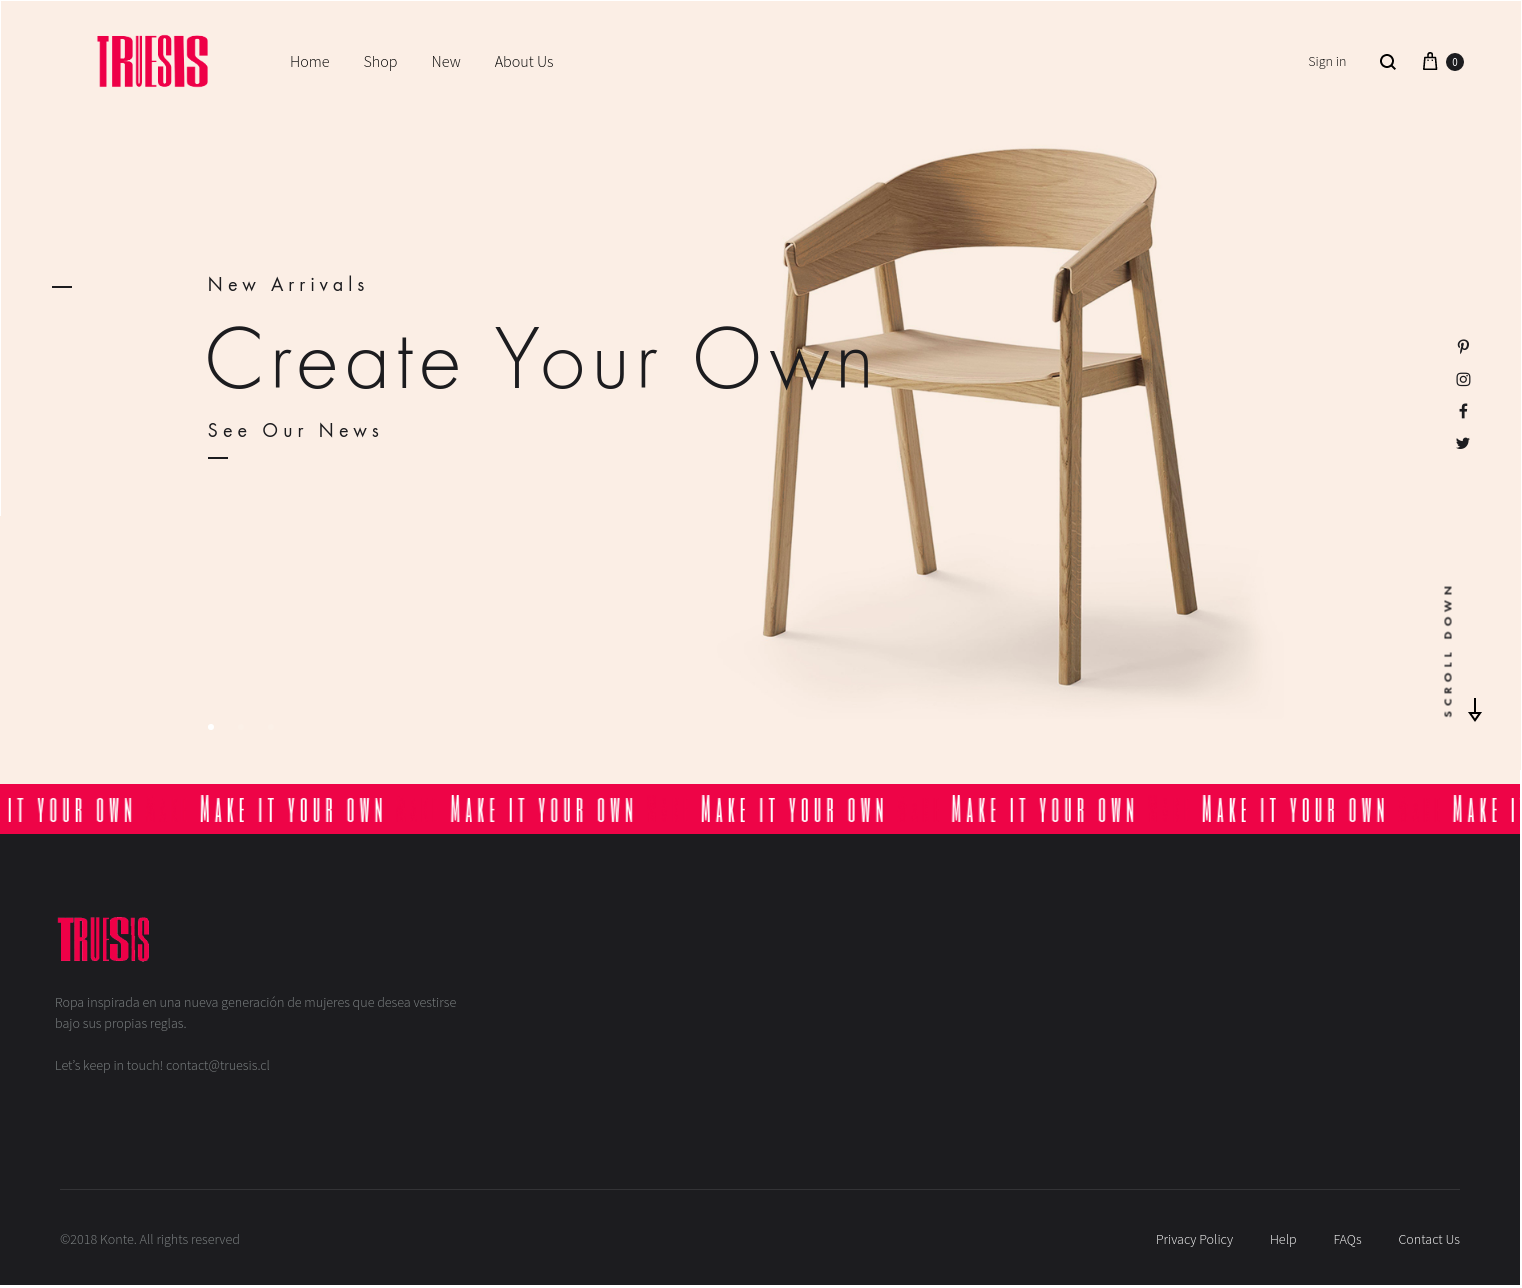 TRUESIS
Home Shop New About Us
Sign in
0
New Arrivals
Create Your Own
See Our News
SCROLL DOWN
IT YOUR OWN MAKE IT YOUR OWN MAKE IT YOUR OWN MAKE IT YOUR OWN MAKE IT YOUR OWN MAKE IT YOUR OWN MAKE I
TRUESIS
Ropa inspirada en una nueva generación de mujeres que desea vestirse
bajo sus propias reglas.
Let’s keep in touch! contact@truesis.cl
©2018 Konte. All rights reserved
Privacy Policy Help FAQs Contact Us